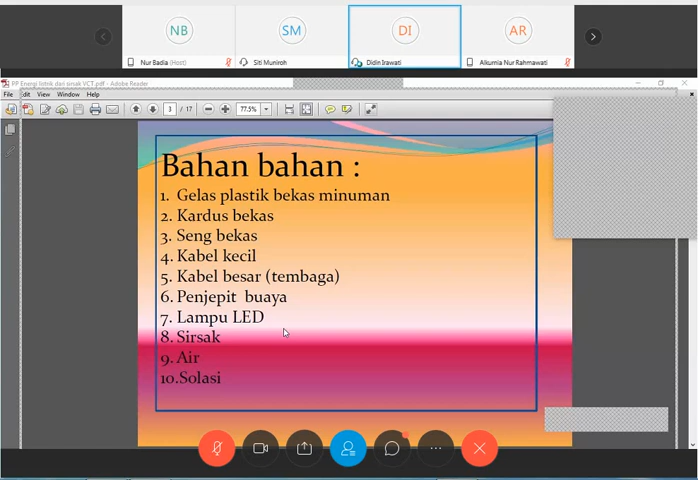 NB
SM
DI
AR
Nur Badia (Host)
Siti Muniroh
Didin Irawati
Alkurnia Nur Rahmawati
PP Energi listrik dari sirsak VCT.pdf - Adobe Reader
File Edit View Window Help
3 / 17
77.5%
Bahan bahan :
1. Gelas plastik bekas minuman
2. Kardus bekas
3. Seng bekas
4. Kabel kecil
5. Kabel besar (tembaga)
6. Penjepit buaya
7. Lampu LED
8. Sirsak
9. Air
10.Solasi